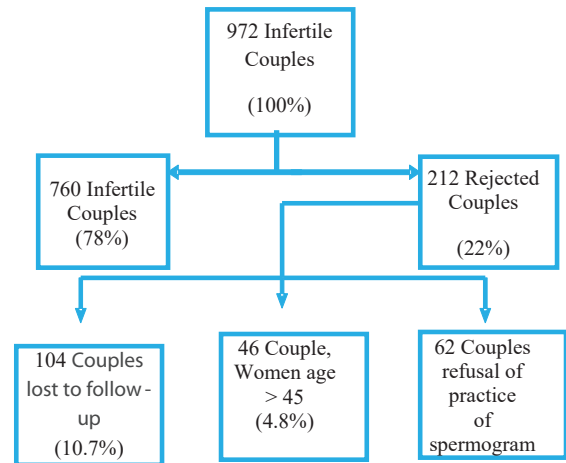 972 Infertile
Couples
(100%)
760 Infertile
Couples
(78%)
212 Rejected
Couples
(22%)
104 Couples
lost to follow -
up
(10.7%)
46 Couple,
Women age
> 45
(4.8%)
62 Couples
refusal of
practice
of
spermogram